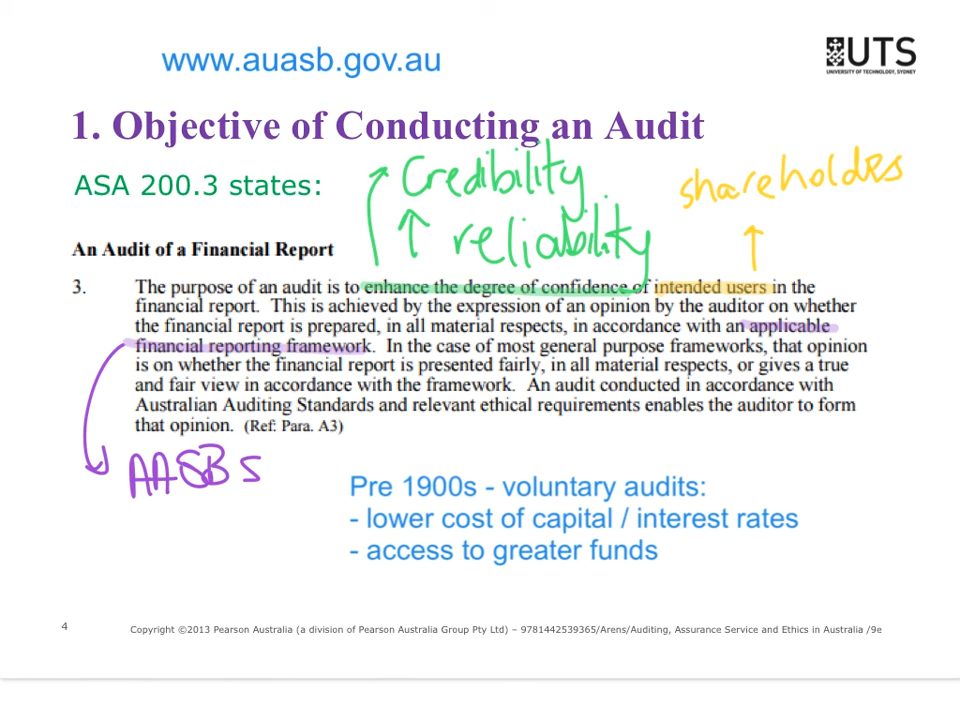 www.auasb.gov.au
UTS
UNIVERSITY OF TECHNOLOGY, SYDNEY
1. Objective of Conducting an Audit
ASA 200.3 states:
↑ Credibility
↑ reliability
shareholdes
An Audit of a Financial Report
3. The purpose of an audit is to enhance the degree of confidence of intended users in the
financial report. This is achieved by the expression of an opinion by the auditor on whether
the financial report is prepared, in all material respects, in accordance with an applicable
financial reporting framework. In the case of most general purpose frameworks, that opinion
is on whether the financial report is presented fairly, in all material respects, or gives a true
and fair view in accordance with the framework. An audit conducted in accordance with
Australian Auditing Standards and relevant ethical requirements enables the auditor to form
that opinion. (Ref: Para. A3)
AASBs
Pre 1900s - voluntary audits:
- lower cost of capital / interest rates
- access to greater funds
4
Copyright ©2013 Pearson Australia (a division of Pearson Australia Group Pty Ltd) – 9781442539365/Arens/Auditing, Assurance Service and Ethics in Australia /9e